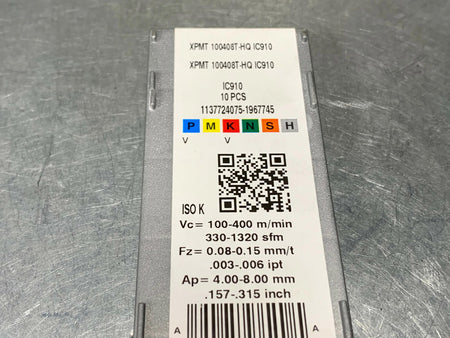 XPMT 100408T-HQ IC910
XPMT 100408T-HQ IC910
IC910
10 PCS
1137724075-1967745
P M K N S H
V V
ISO K
Vc= 100-400 m/min
330-1320 sfm
Fz= 0.08-0.15 mm/t
.003-.006 ipt
Ap= 4.00-8.00 mm
.157-.315 inch
A A